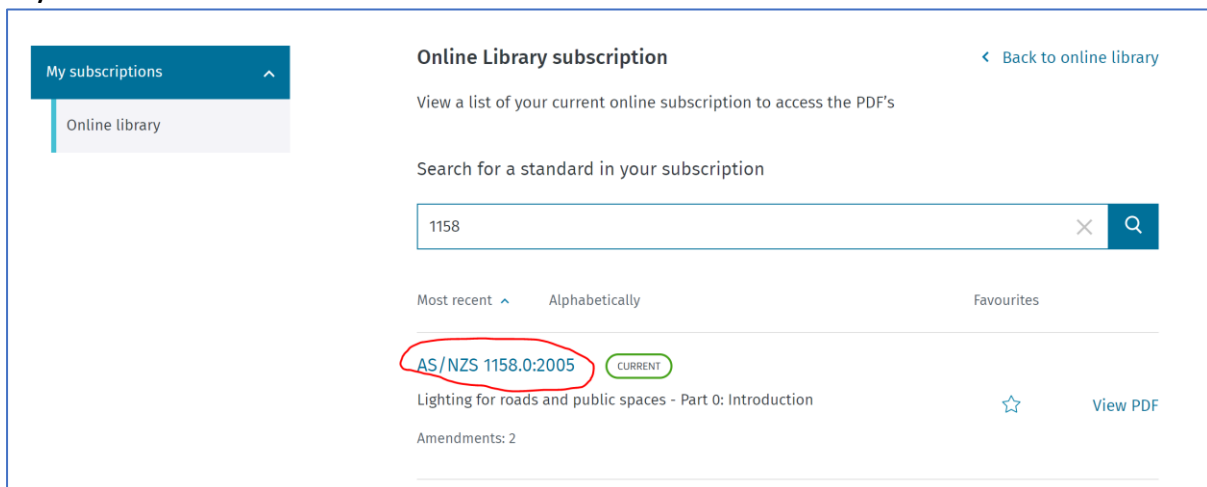 My subscriptions
Online library
Online Library subscription
Back to online library
View a list of your current online subscription to access the PDF's
Search for a standard in your subscription
1158
Most recent Alphabetically Favourites
AS/NZS 1158.0:2005 CURRENT
Lighting for roads and public spaces - Part 0: Introduction
View PDF
Amendments: 2